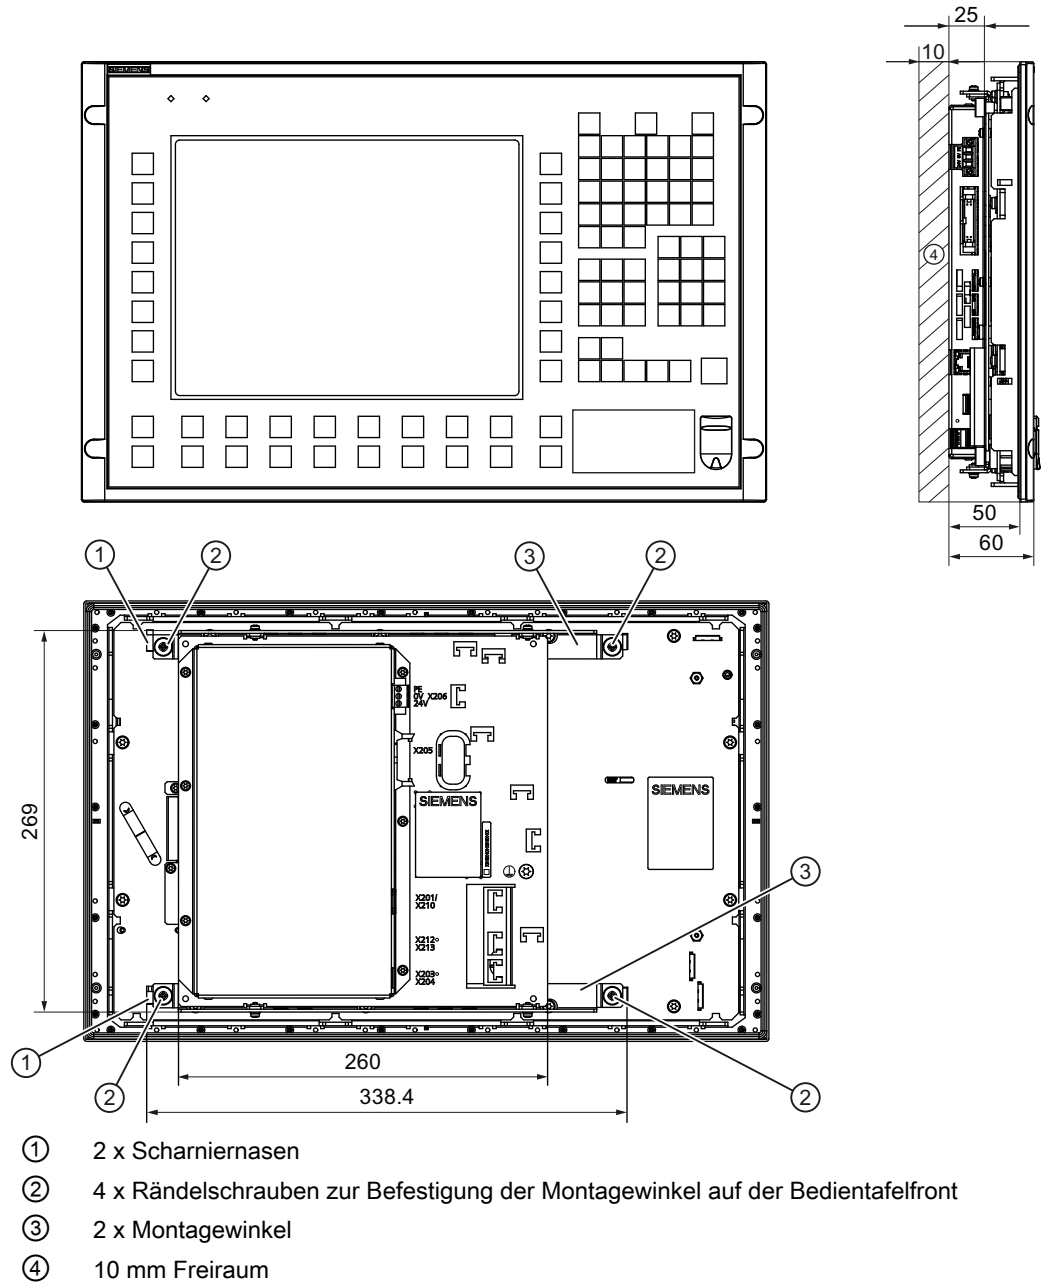 25
10
SIEMENS
4
50
60
1
2
3
2
PE
0V X206
24V
X205
SIEMENS
SIEMENS
269
3
X201/
X210
X212
X213
X203
X204
1
2
260
338.4
2
① 2 x Scharniernasen
② 4 x Rändelschrauben zur Befestigung der Montagewinkel auf der Bedientafelfront
③ 2 x Montagewinkel
④ 10 mm Freiraum